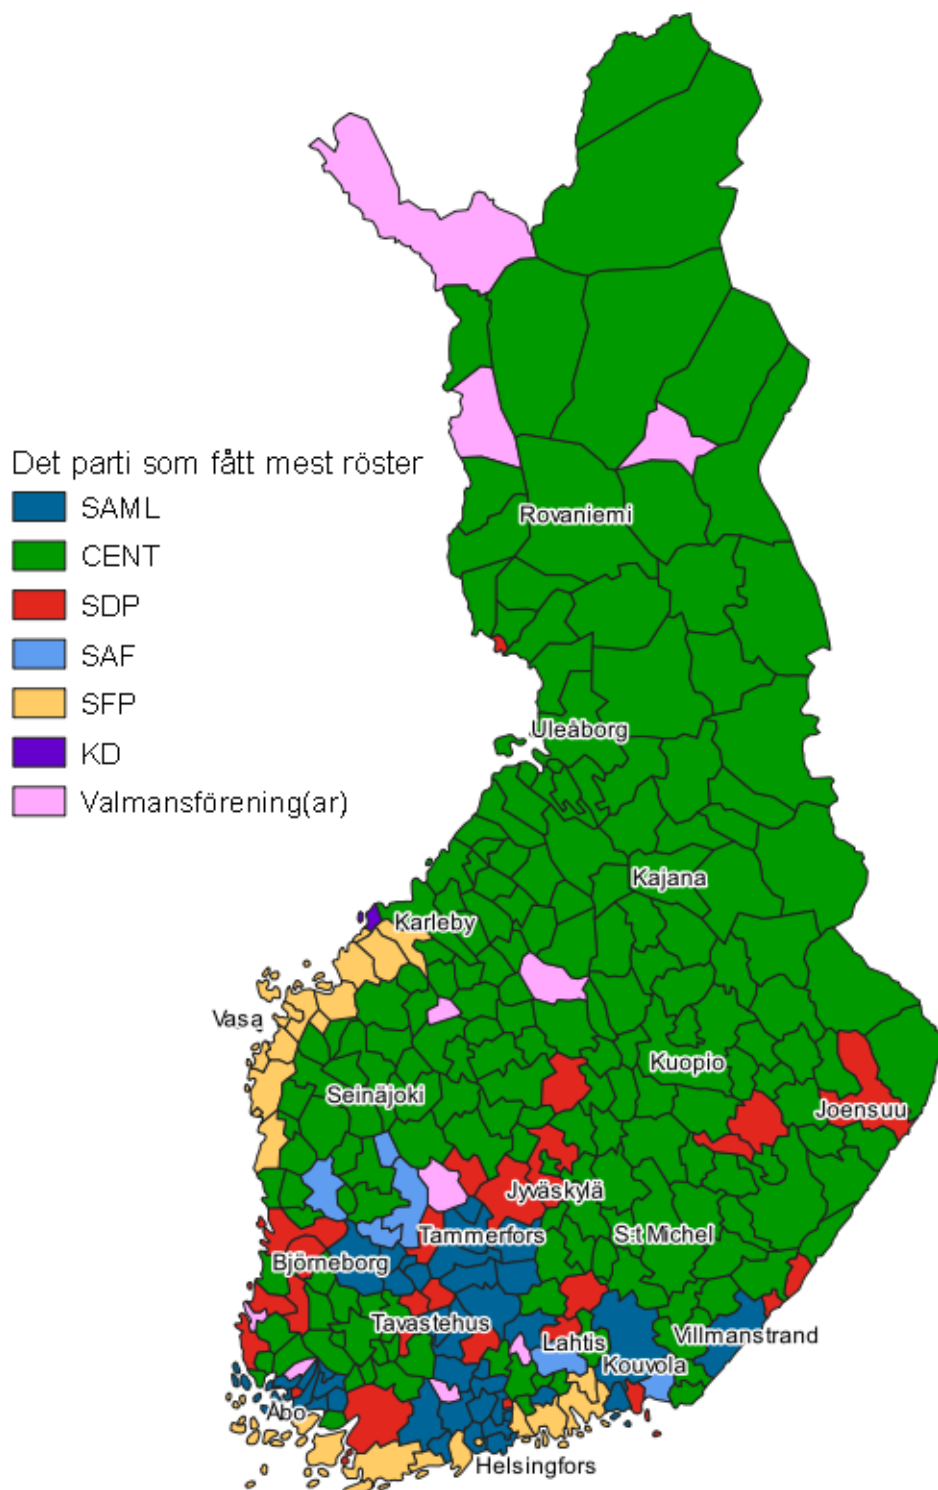 Det parti som fått mest röster
SAML
CENT
SDP
SAF
SFP
KD
Valmansförening(ar)
Rovaniemi
Uleåborg
Kajana
Karleby
Vasa
Kuopio
Seinäjoki
Joensuu
Jyväskylä
Tammerfors
S:t Michel
Björneborg
Tavastehus
Lahtis
Villmanstrand
Kouvola
Åbo
Helsingfors